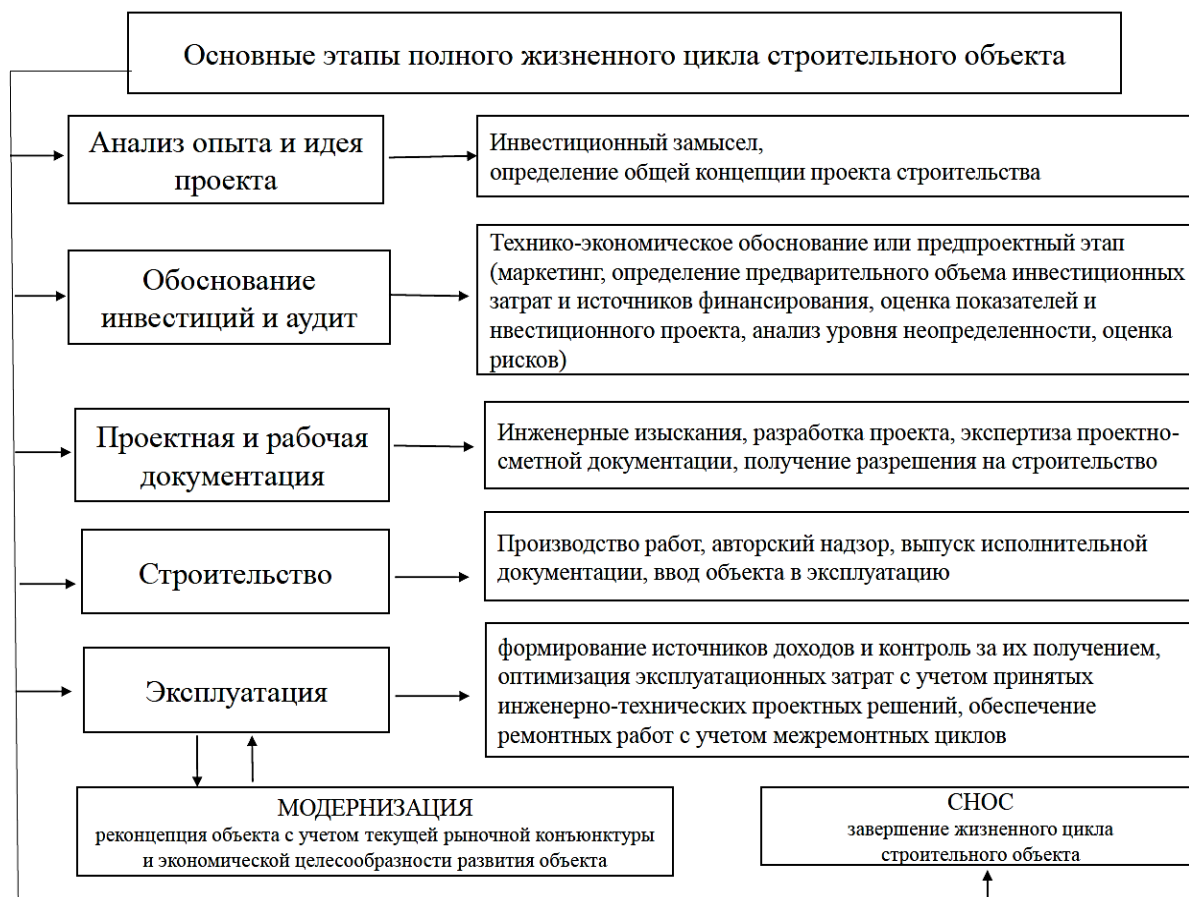 Основные этапы полного жизненного цикла строительного объекта
Анализ опыта и идея
проекта
Инвестиционный замысел,
определение общей концепции проекта строительства
Обоснование
инвестиций и аудит
Технико-экономическое обоснование или предпроектный этап
(маркетинг, определение предварительного объема инвестиционных
затрат и источников финансирования, оценка показателей и
нвестиционного проекта, анализ уровня неопределенности, оценка
рисков)
Проектная и рабочая
документация
Инженерные изыскания, разработка проекта, экспертиза проектно-
сметной документации, получение разрешения на строительство
Строительство
Производство работ, авторский надзор, выпуск исполнительной
документации, ввод объекта в эксплуатацию
Эксплуатация
формирование источников доходов и контроль за их получением,
оптимизация эксплуатационных затрат с учетом принятых
инженерно-технических проектных решений, обеспечение
ремонтных работ с учетом межремонтных циклов
МОДЕРНИЗАЦИЯ
реконцепция объекта с учетом текущей рыночной конъюнктуры
и экономической целесообразности развития объекта
СНОС
завершение жизненного цикла
строительного объекта